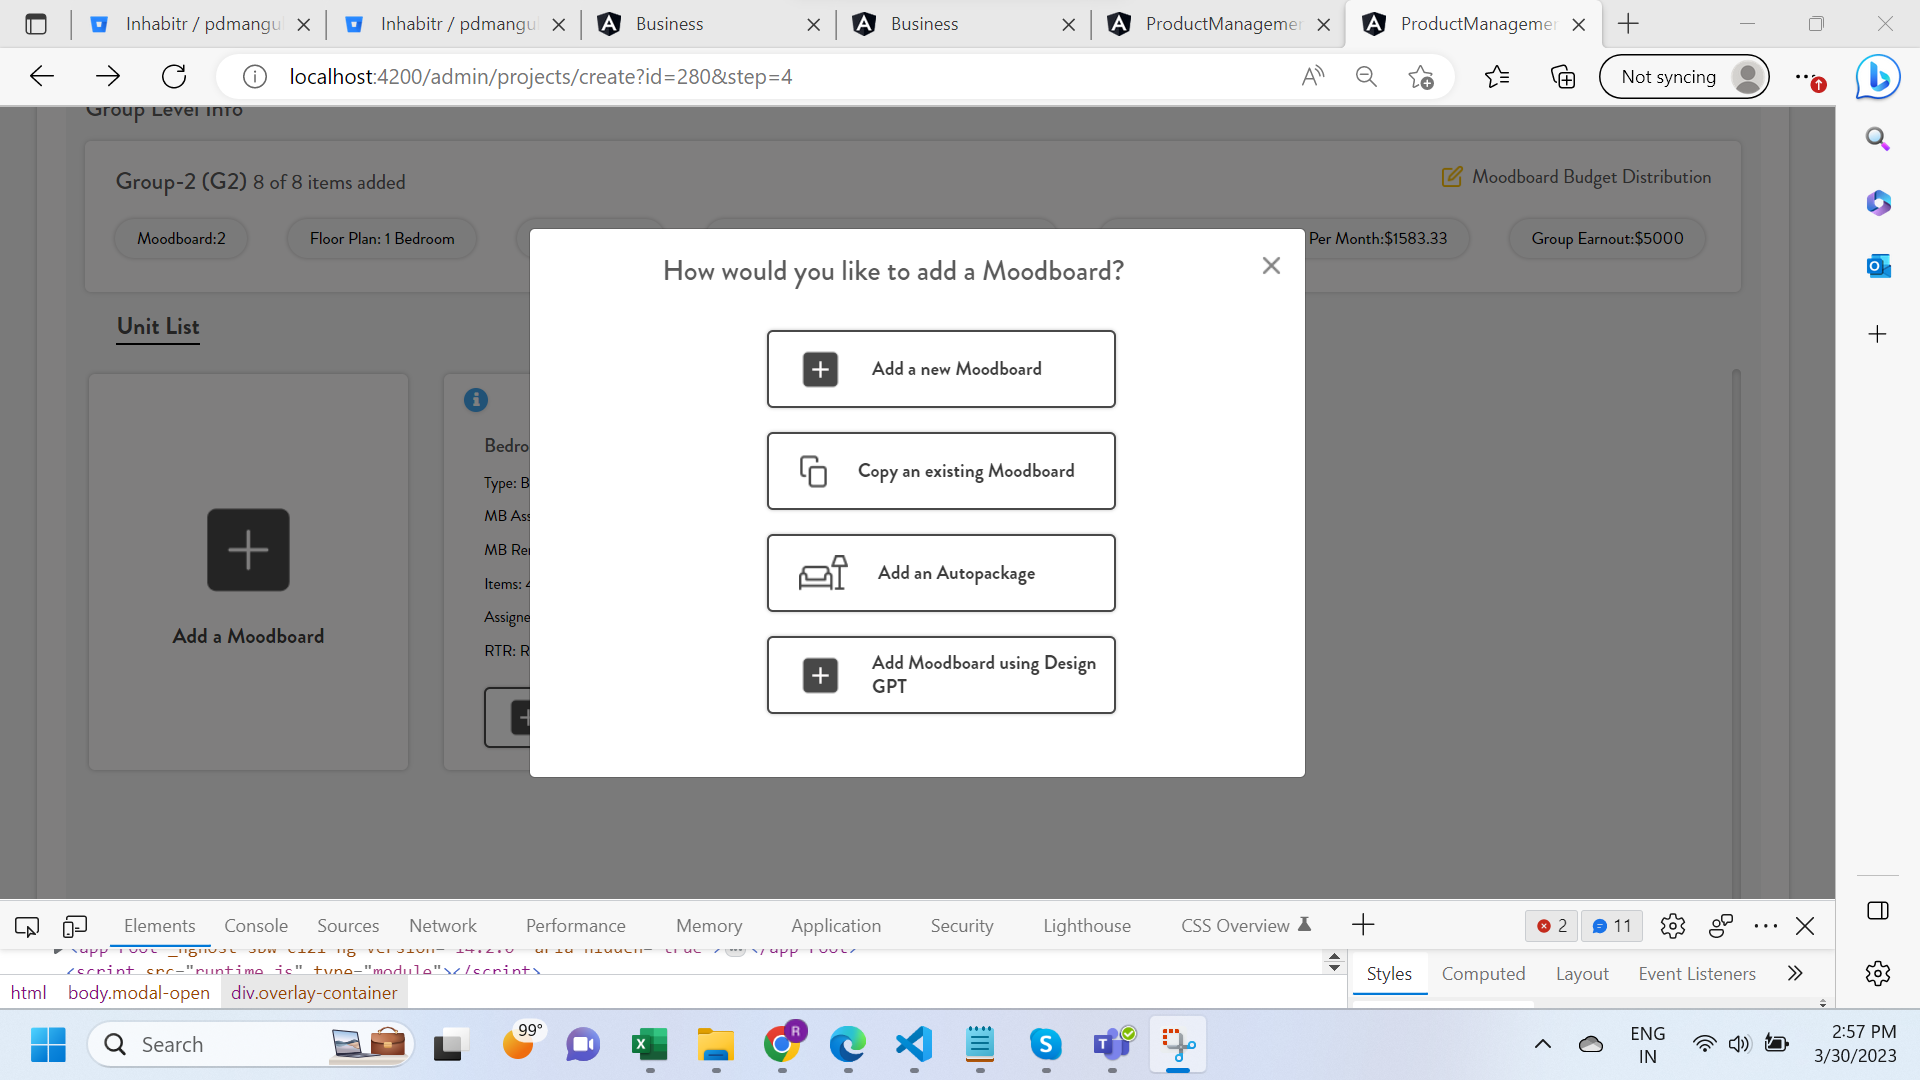 Inhabitr / pdmangu
Inhabitr / pdmangu
Business
Business
ProductManagemen
ProductManagemen
localhost:4200/admin/projects/create?id=280&step=4
Not syncing
Group Level Info
Group-2 (G2) 8 of 8 items added
Moodboard Budget Distribution
Moodboard:2
Floor Plan: 1 Bedroom
Per Month:$1583.33
Group Earnout:$5000
How would you like to add a Moodboard?
Unit List
Add a new Moodboard
Bedro
Copy an existing Moodboard
Type: B
MB Ass
MB Rer
Items: 4
Add an Autopackage
Assigne
Add a Moodboard
RTR: R
Add Moodboard using Design
GPT
Elements
Console
Sources
Network
Performance
Memory
Application
Security
Lighthouse
CSS Overview
2
11
<script src="runtime.js" type="module"></script>
Styles
Computed
Layout
Event Listeners
html
body.modal-open
div.overlay-container
Search
99°
R
ENG
IN
2:57 PM
3/30/2023